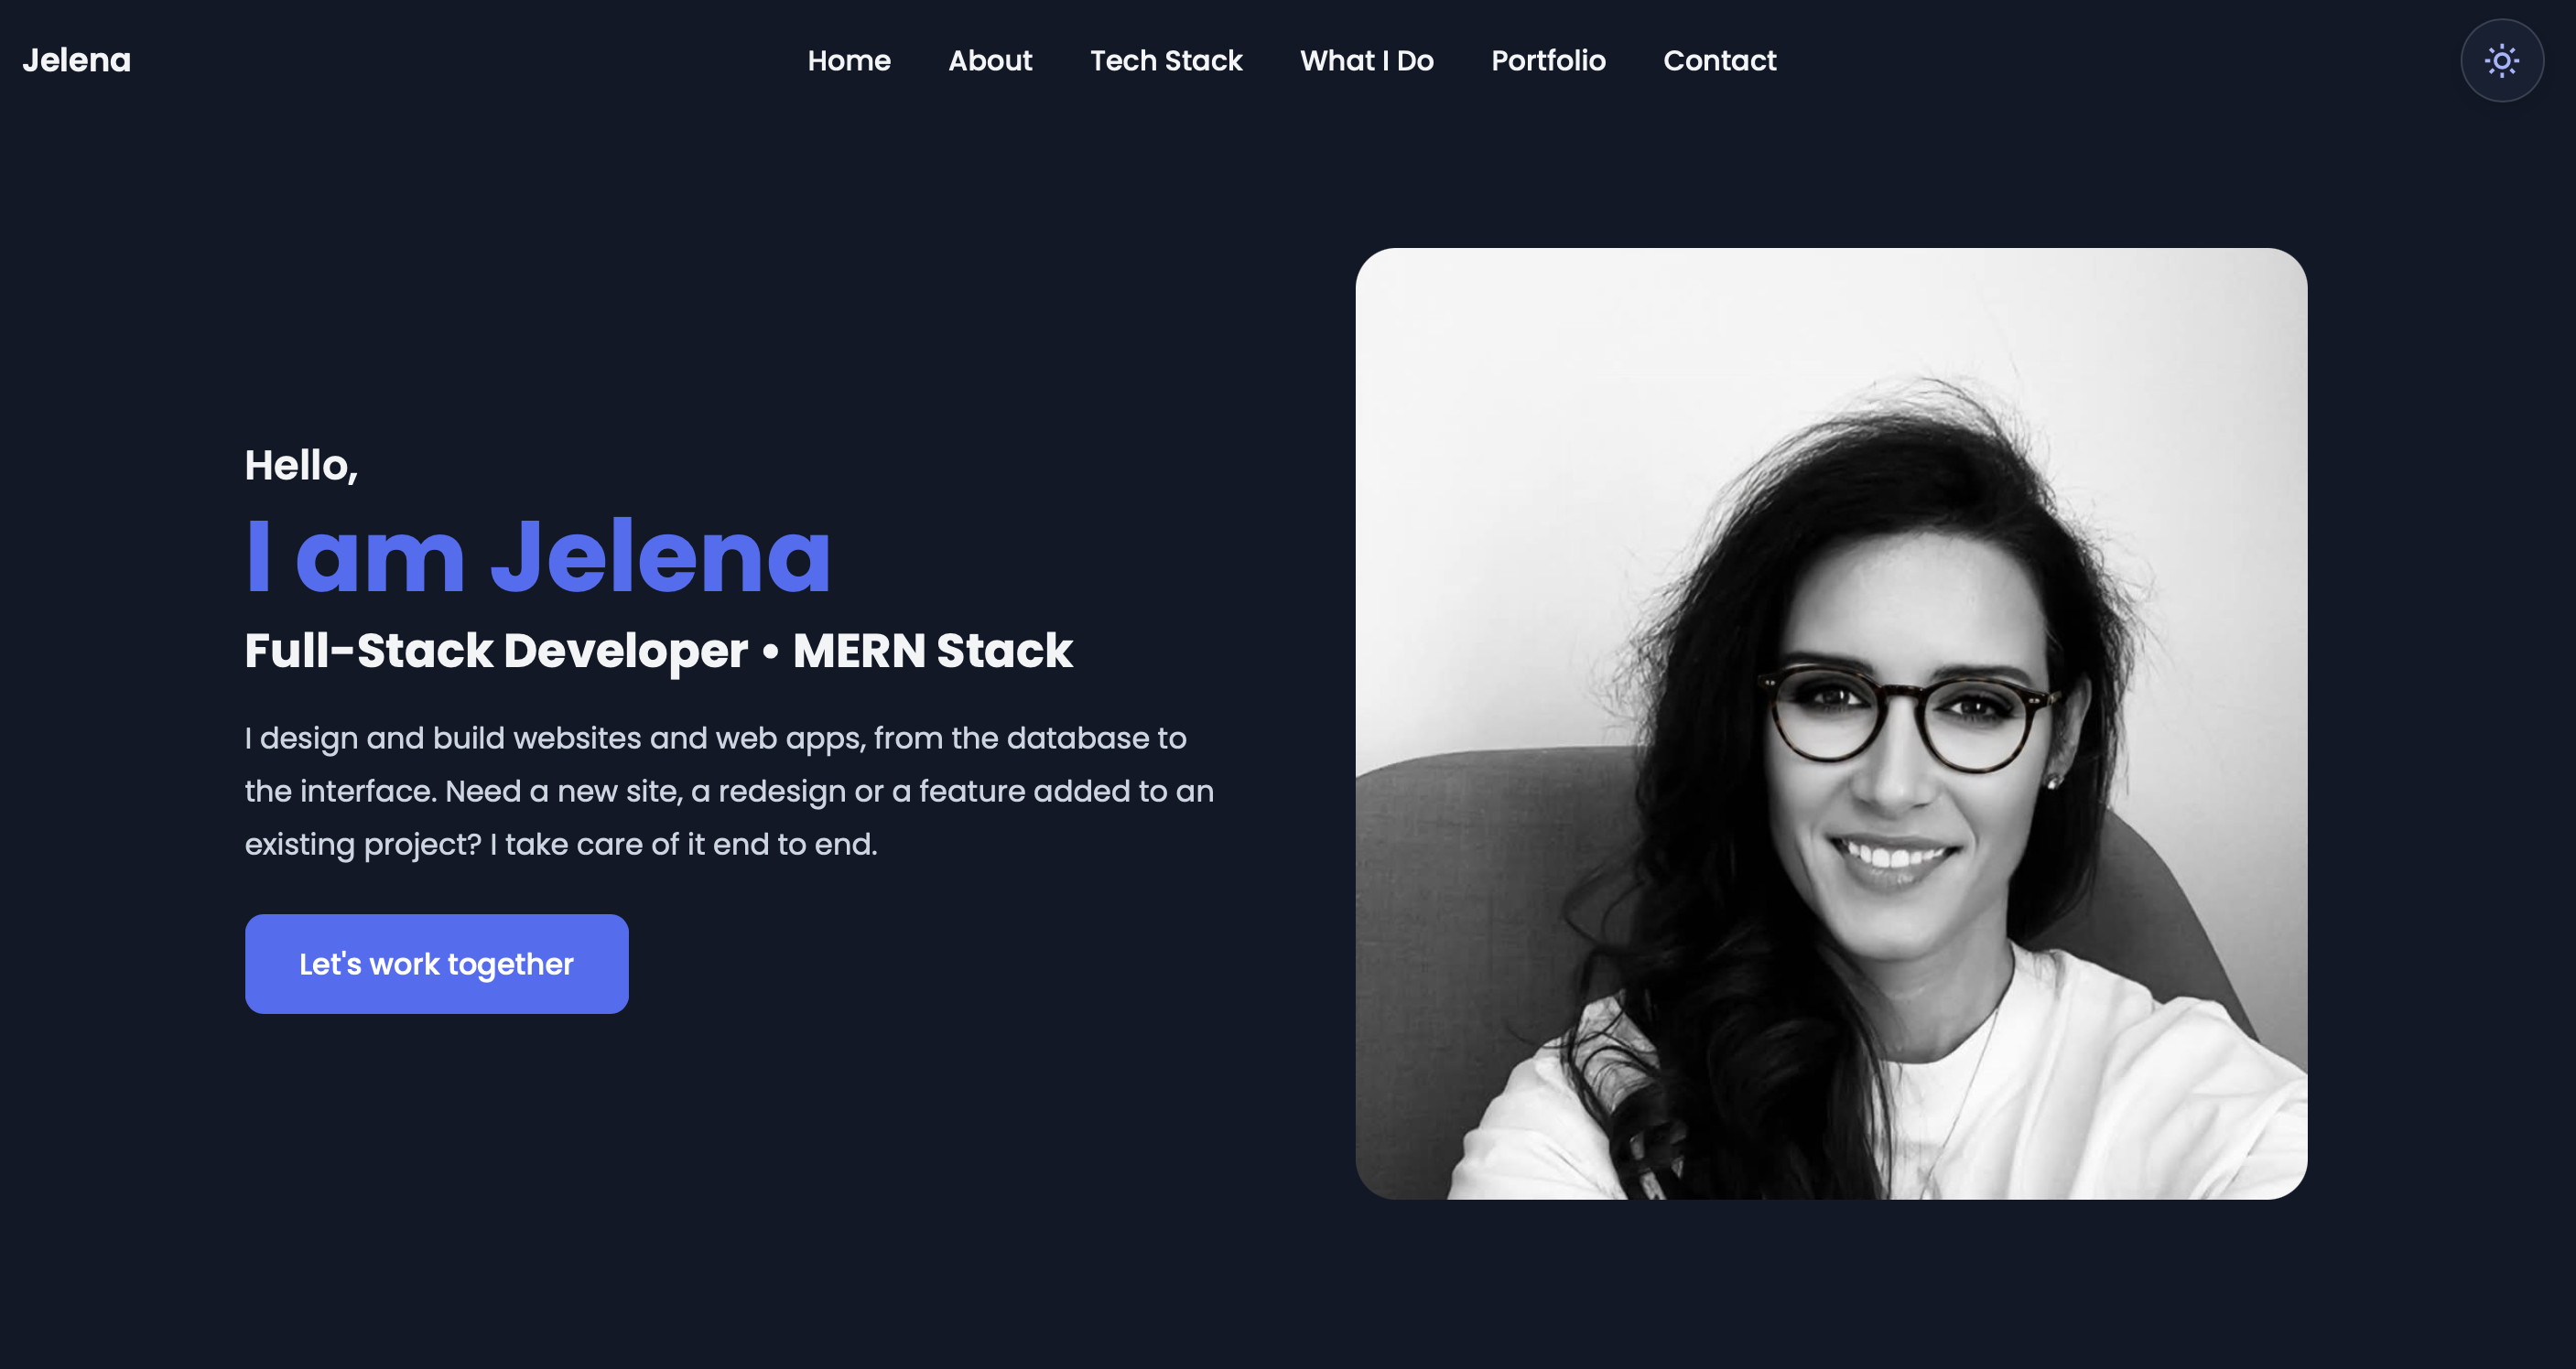 Jelena
Home
About
Tech Stack
What I Do
Portfolio
Contact
Hello,
I am Jelena
Full-Stack Developer • MERN Stack
I design and build websites and web apps, from the database to
the interface. Need a new site, a redesign or a feature added to an
existing project? I take care of it end to end.
Let's work together